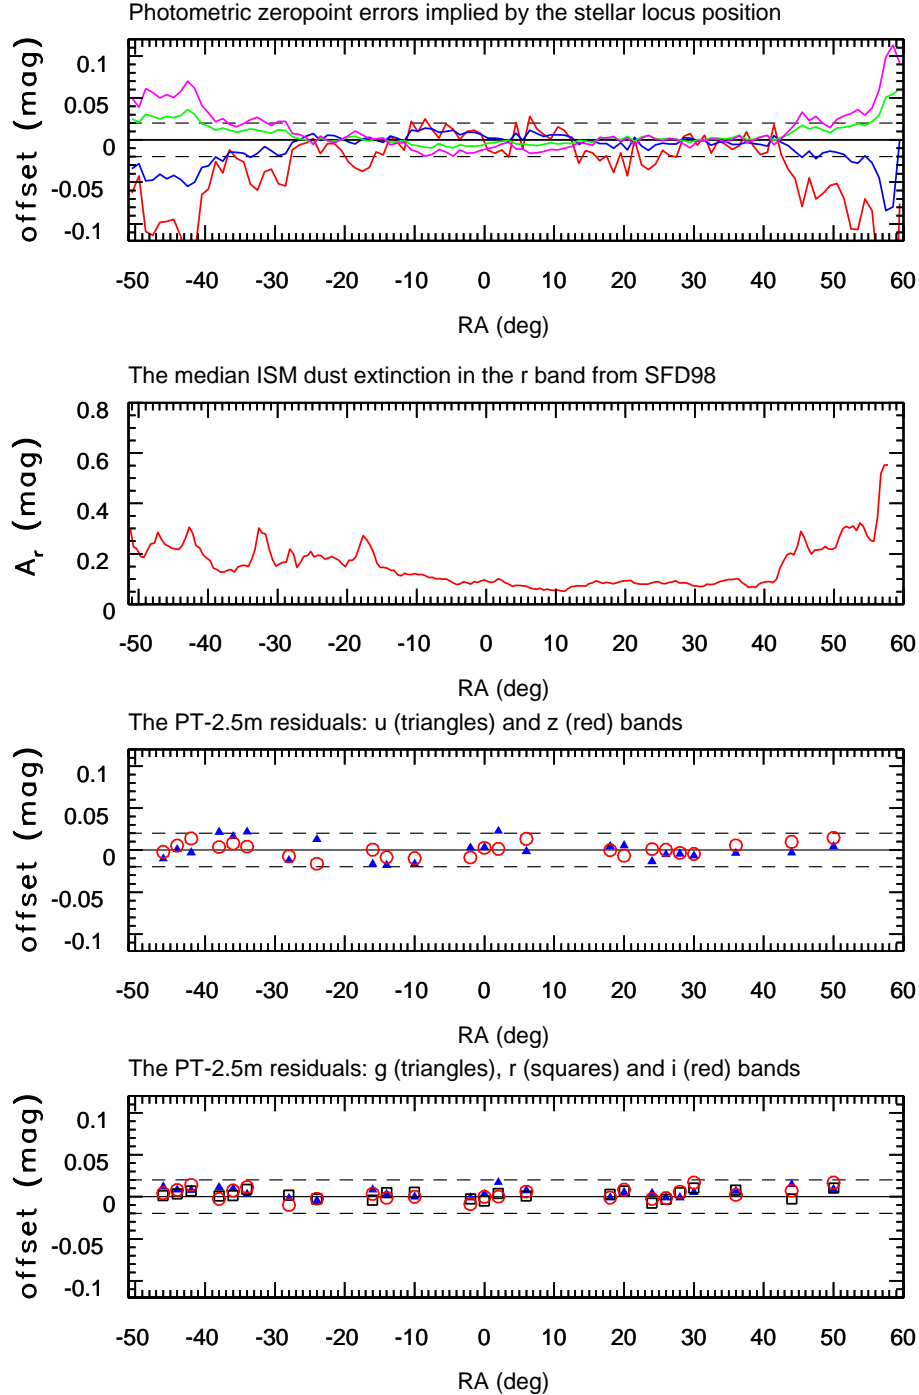 Photometric zeropoint errors implied by the stellar locus position
offset (mag)
0.1
0.05
0
-0.05
-0.1
-50 -40 -30 -20 -10 0 10 20 30 40 50 60
RA (deg)
The median ISM dust extinction in the r band from SFD98
A_r (mag)
0.8
0.6
0.4
0.2
0
-50 -40 -30 -20 -10 0 10 20 30 40 50 60
RA (deg)
The PT-2.5m residuals: u (triangles) and z (red) bands
offset (mag)
0.1
0.05
0
-0.05
-0.1
-50 -40 -30 -20 -10 0 10 20 30 40 50 60
RA (deg)
The PT-2.5m residuals: g (triangles), r (squares) and i (red) bands
offset (mag)
0.1
0.05
0
-0.05
-0.1
-50 -40 -30 -20 -10 0 10 20 30 40 50 60
RA (deg)